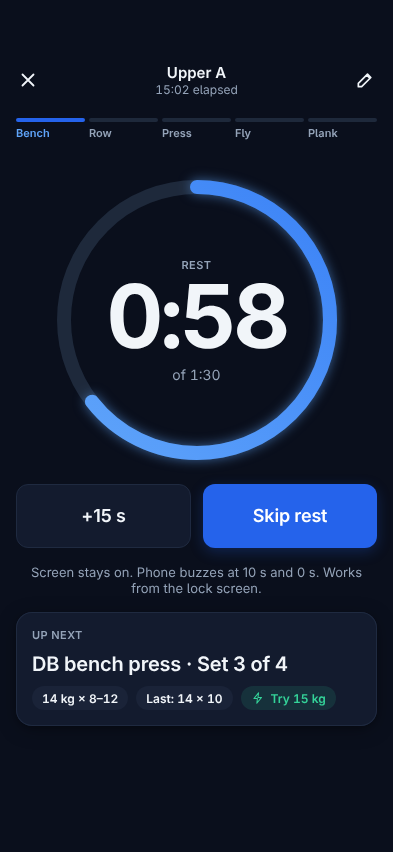 Upper A
15:02 elapsed
Bench
Row
Press
Fly
Plank
REST
0:58
of 1:30
+15 s
Skip rest
Screen stays on. Phone buzzes at 10 s and 0 s. Works
from the lock screen.
UP NEXT
DB bench press · Set 3 of 4
14 kg × 8–12
Last: 14 × 10
Try 15 kg